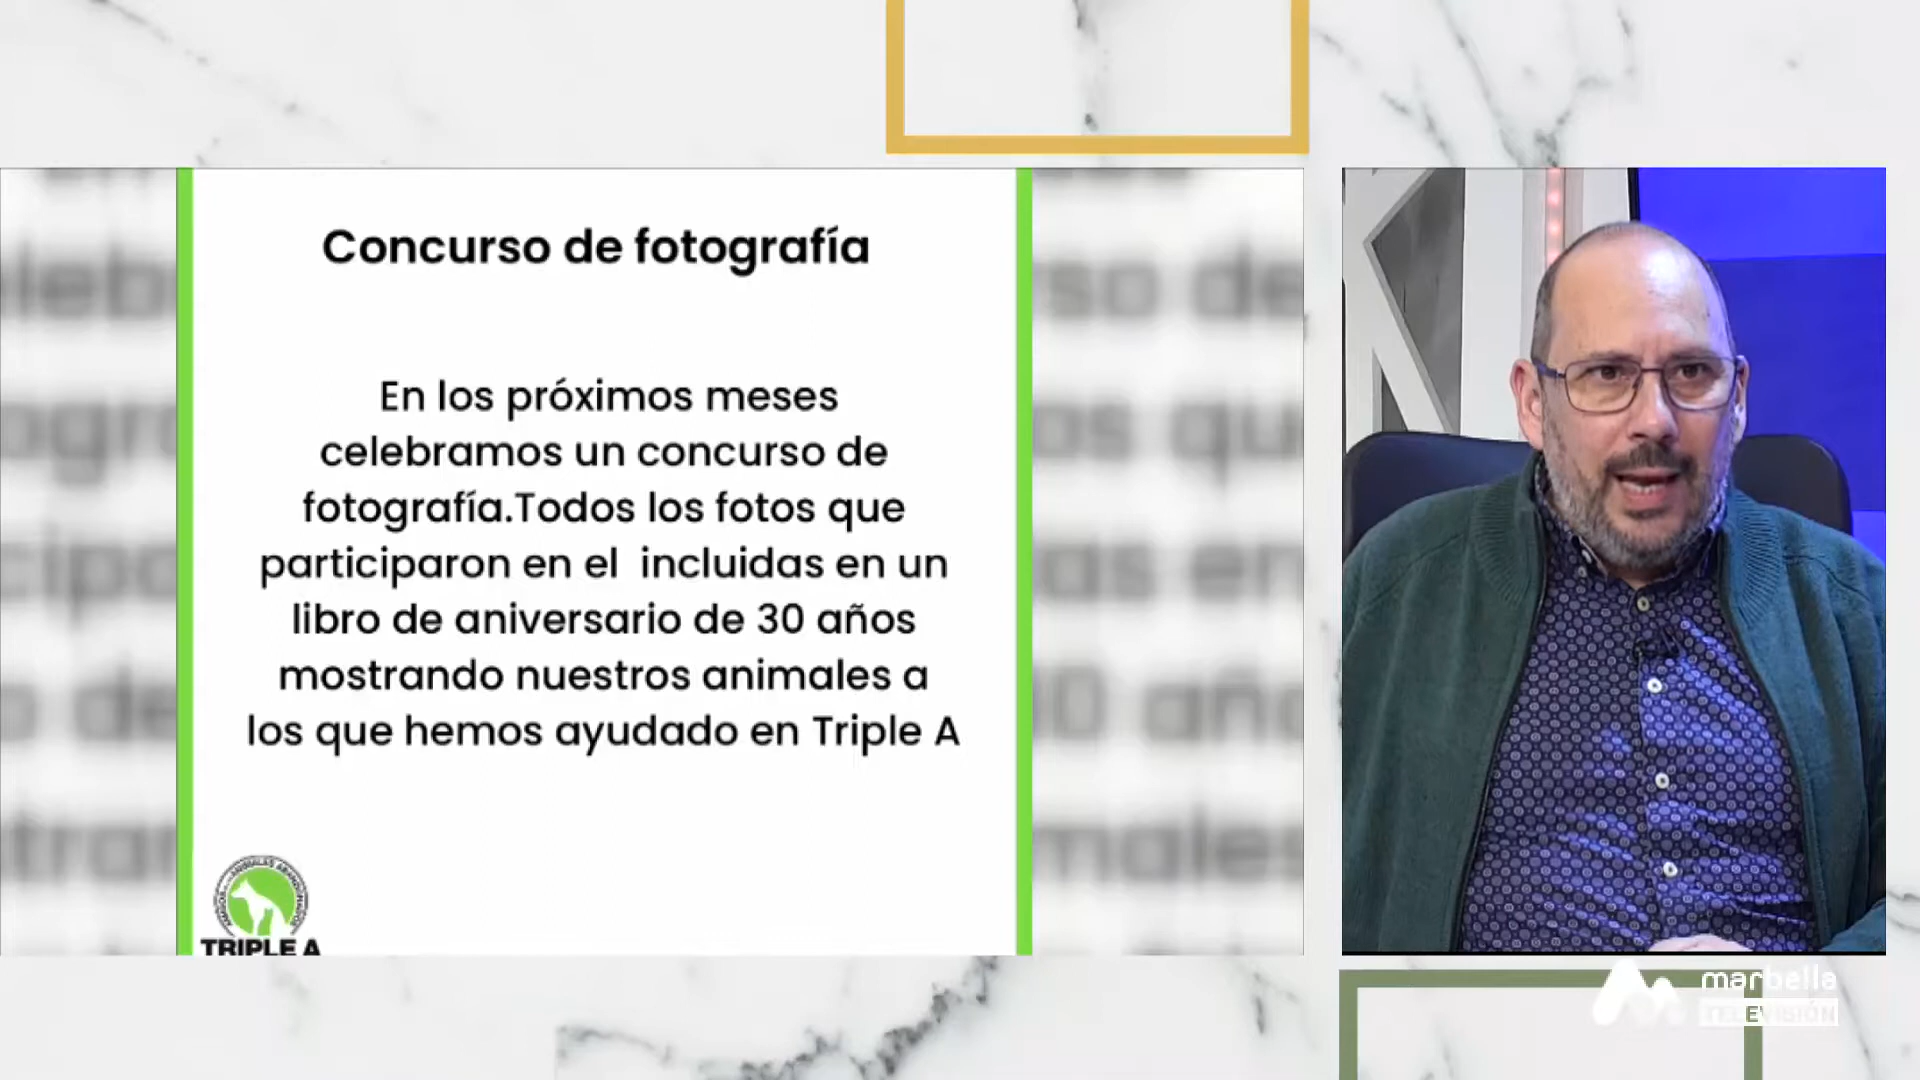 Concurso de fotografía
En los próximos meses
celebramos un concurso de
fotografía.Todos los fotos que
participaron en el  incluidas en un
libro de aniversario de 30 años
mostrando nuestros animales a
los que hemos ayudado en Triple A
TRIPLE A
marbella
TELEVISIÓN